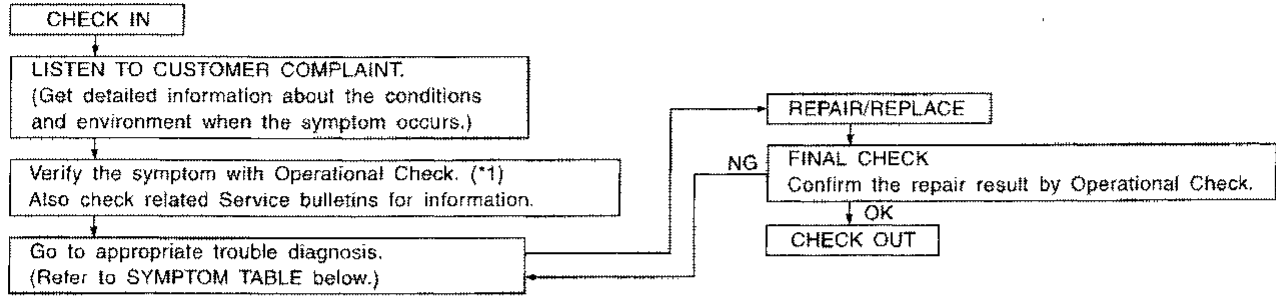 CHECK IN
LISTEN TO CUSTOMER COMPLAINT.
(Get detailed information about the conditions
and environment when the symptom occurs.)
Verify the symptom with Operational Check. (*1)
Also check related Service bulletins for information.
Go to appropriate trouble diagnosis.
(Refer to SYMPTOM TABLE below.)
REPAIR/REPLACE
NG
FINAL CHECK
Confirm the repair result by Operational Check.
OK
CHECK OUT